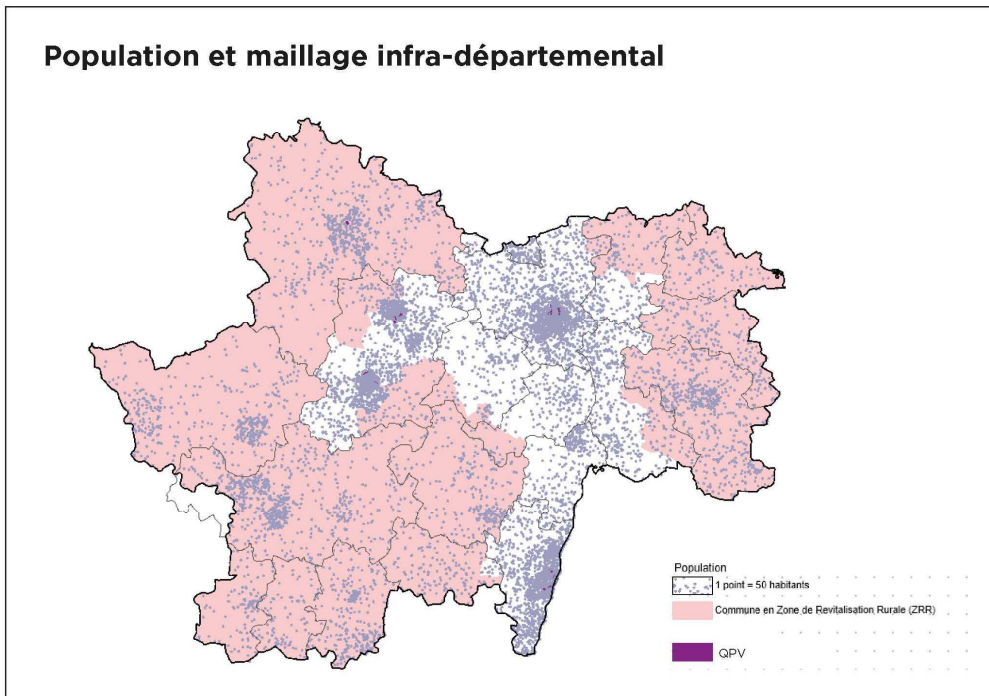 Population et maillage infra-départemental
Population
1 point = 50 habitants
Commune en Zone de Revitalisation Rurale (ZRR)
QPV